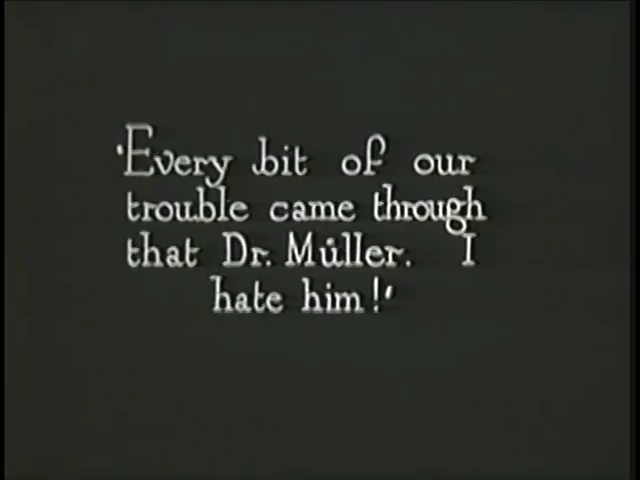 'Every bit of our
trouble came through
that Dr. Müller. I
hate him!'